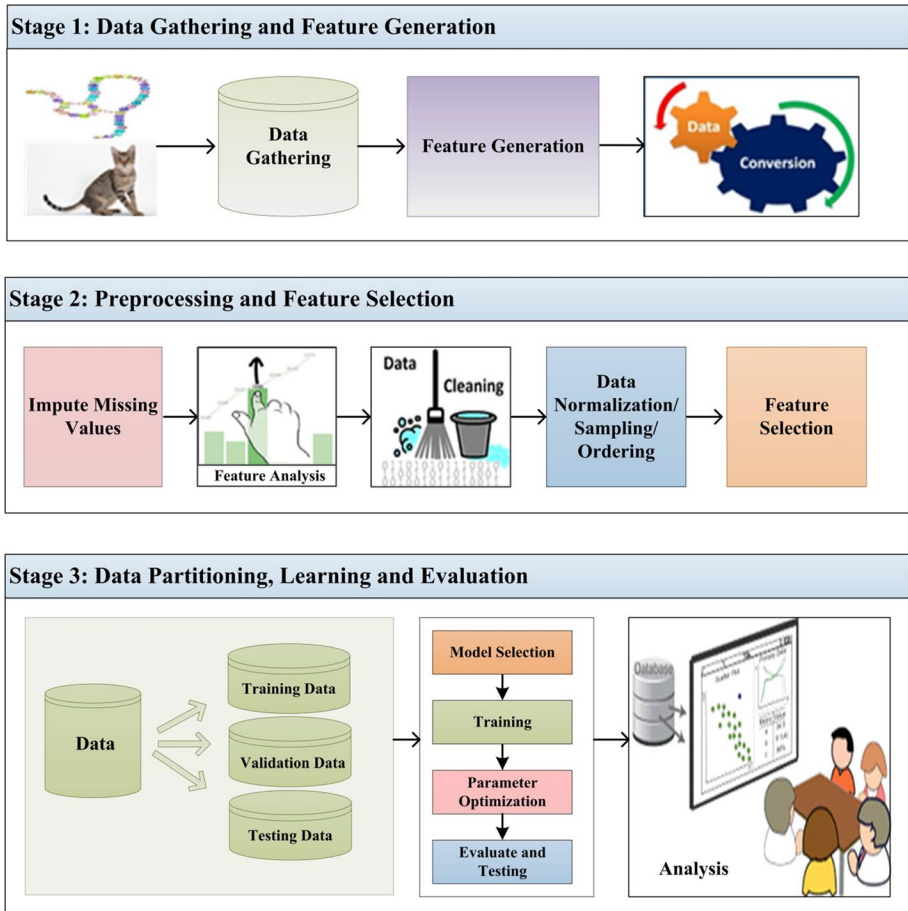 Stage 1: Data Gathering and Feature Generation
Data
Gathering
Feature Generation
Data
Conversion
Stage 2: Preprocessing and Feature Selection
Impute Missing
Values
Feature Analysis
Data
Cleaning
Data
Normalization/
Sampling/
Ordering
Feature
Selection
Stage 3: Data Partitioning, Learning and Evaluation
Data
Training Data
Validation Data
Testing Data
Model Selection
Training
Parameter
Optimization
Evaluate and
Testing
Database
Scatter Plot
Analysis